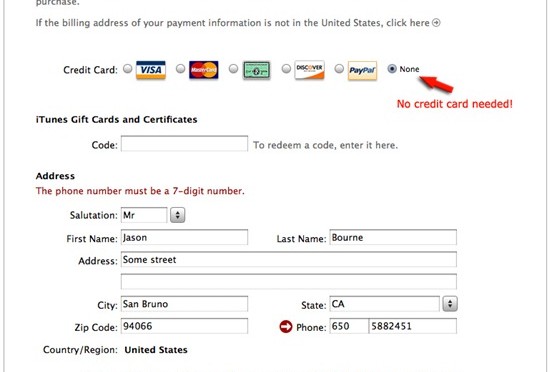 purchase.
If the billing address of your payment information is not in the United States, click here
Credit Card: VISA MasterCard DISCOVER PayPal None
No credit card needed!
iTunes Gift Cards and Certificates
Code: To redeem a code, enter it here.
Address
The phone number must be a 7-digit number.
Salutation: Mr
First Name: Jason Last Name: Bourne
Address: Some street
City: San Bruno State: CA
Zip Code: 94066 Phone: 650 5882451
Country/Region: United States